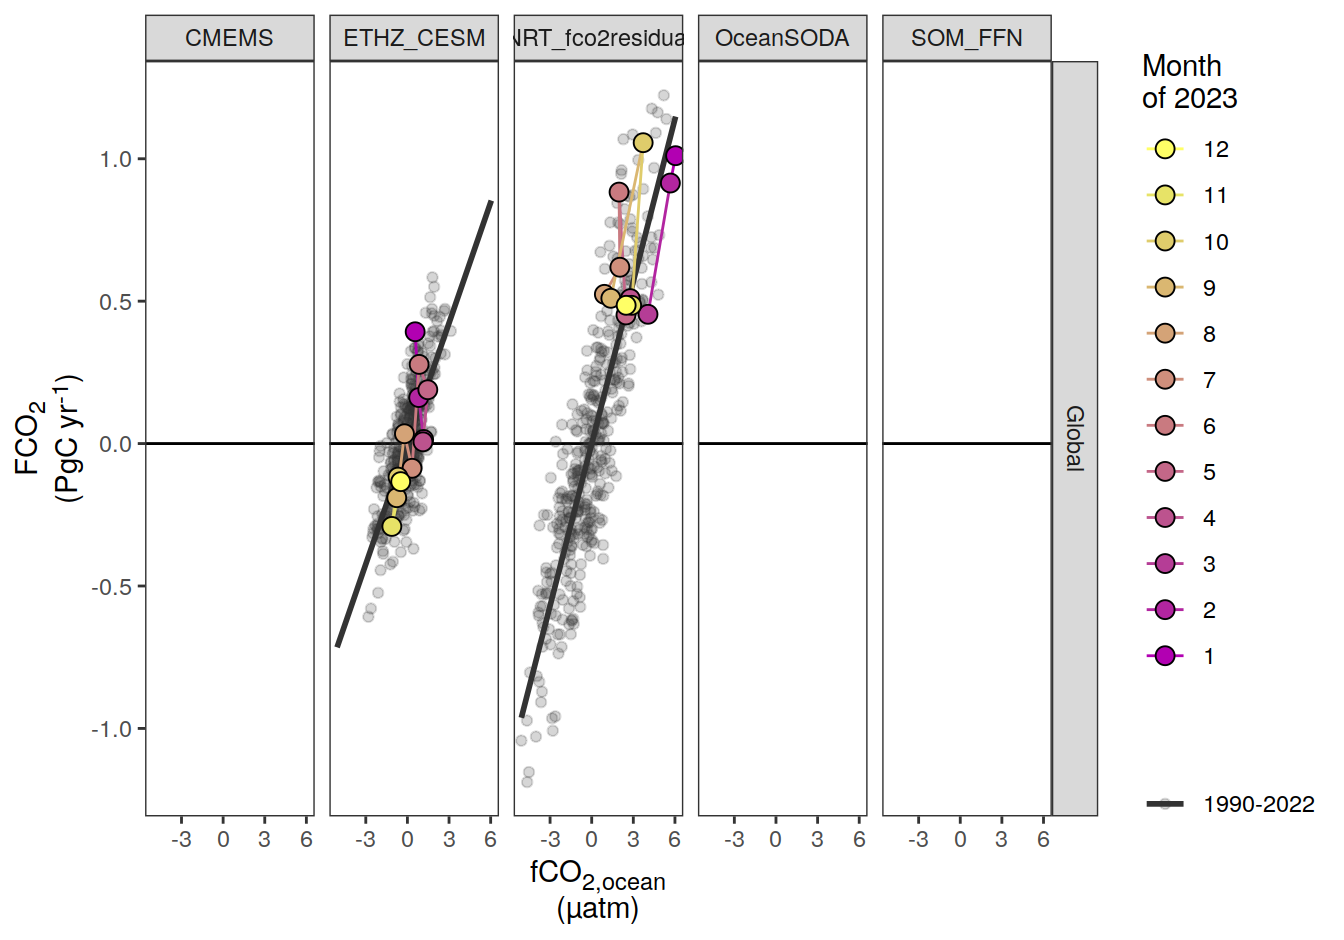 CMEMS
ETHZ_CESM
NRT_fco2residual
OceanSODA
SOM_FFN
Global
FCO2
(PgC yr-1)
1.0
0.5
0.0
-0.5
-1.0
-3 0 3 6
-3 0 3 6
-3 0 3 6
-3 0 3 6
-3 0 3 6
fCO2,ocean
(µatm)
Month
of 2023
12
11
10
9
8
7
6
5
4
3
2
1
1990-2022